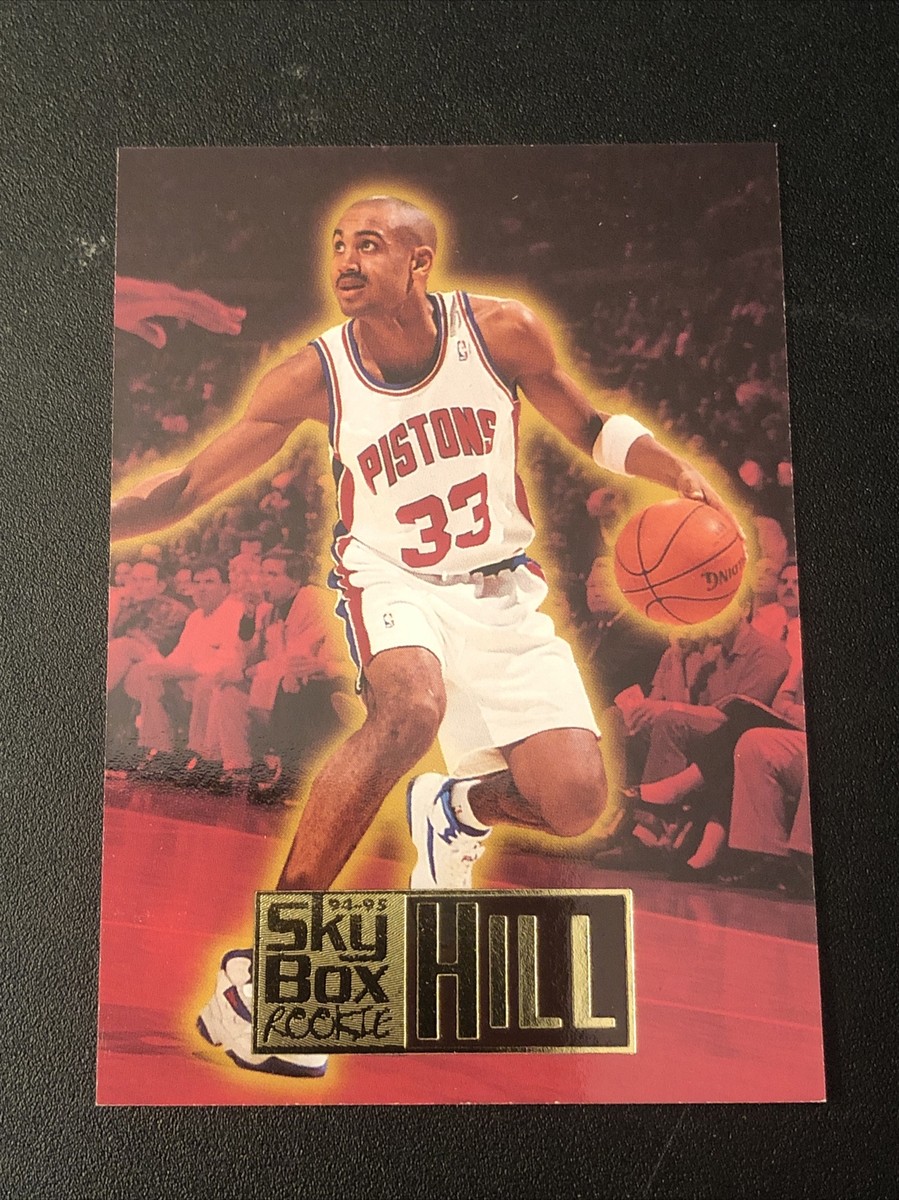 PISTONS
33
94-95
Sky
Box
ROOKIE
HILL